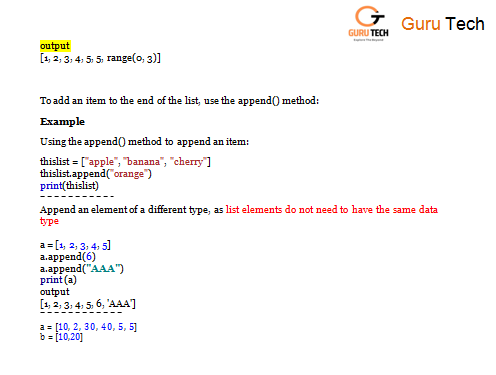 GURU TECH
Guru Tech
output
[1, 2, 3, 4, 5, 5, range(0, 3)]
To add an item to the end of the list, use the append() method:
Example
Using the append() method to append an item:
thislist = ["apple", "banana", "cherry"]
thislist.append("orange")
print(thislist)
- - - - - - - - - - -
Append an element of a different type, as list elements do not need to have the same data
type
a = [1, 2, 3, 4, 5]
a.append(6)
a.append("AAA")
print (a)
output
[1, 2, 3, 4, 5, 6, 'AAA']
- - - - - - - - - - - -
a = [10, 2, 30, 40, 5, 5]
b = [10,20]